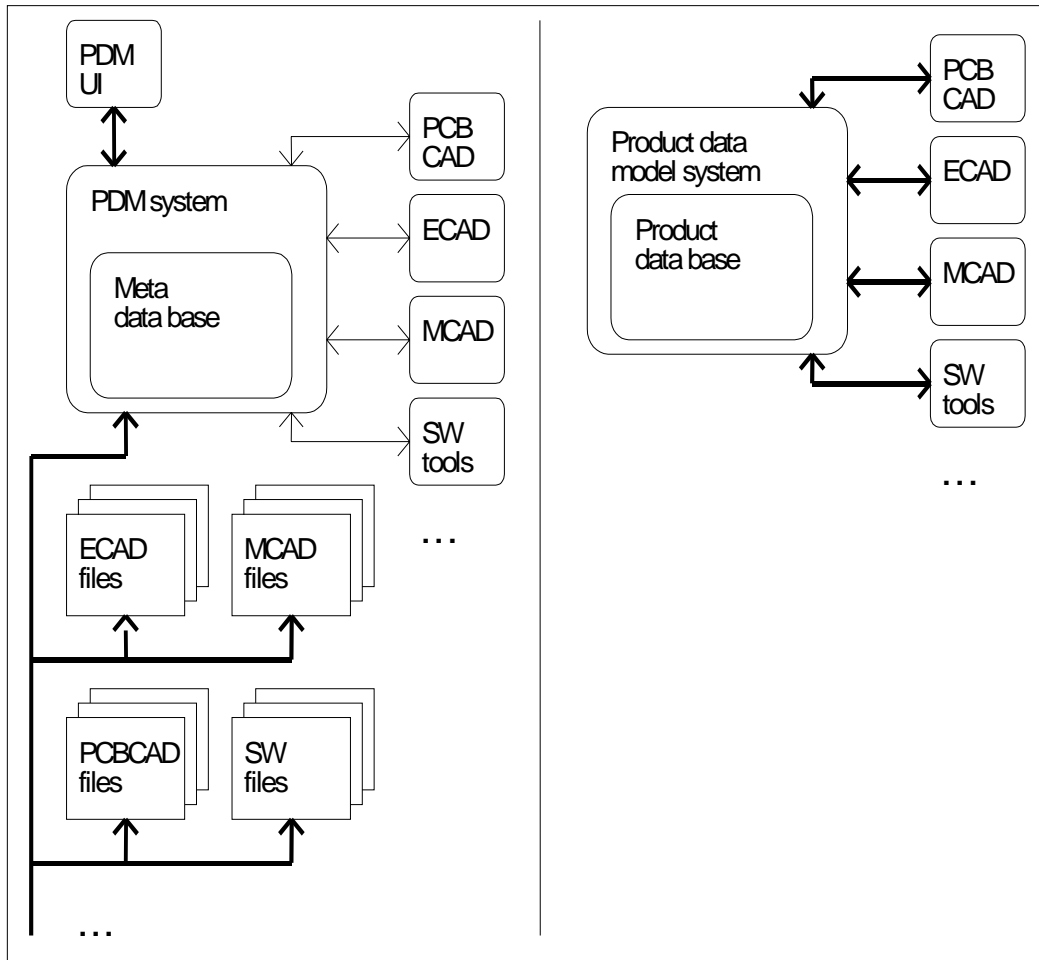 PDM
UI
PCB
CAD
PDM system
ECAD
Meta
data base
MCAD
SW
tools
...
ECAD
files
MCAD
files
PCBCAD
files
SW
files
...
PCB
CAD
Product data
model system
ECAD
Product
data base
MCAD
SW
tools
...